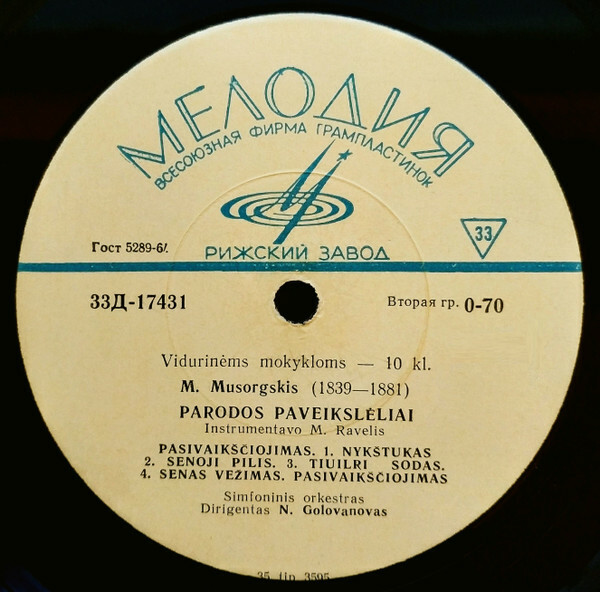 МЕЛОДИЯ
ВСЕСОЮЗНАЯ ФИРМА ГРАМПЛАСТИНОК
Гост 5289-6
РИЖСКИЙ ЗАВОД
33
33Д-17431
Вторая гр. 0-70
Vidurinėms mokykloms — 10 kl.
M. Musorgskis (1839—1881)
PARODOS PAVEIKSLĖLIAI
Instrumentavo M. Ravelis
PASIVAIKŠČIOJIMAS. 1. NYKŠTUKAS
2. SENOJI PILIS. 3. TIUILRI SODAS.
4. SENAS VEŽIMAS. PASIVAIKŠČIOJIMAS
Simfoninis orkestras
Dirigentas N. Golovanovas